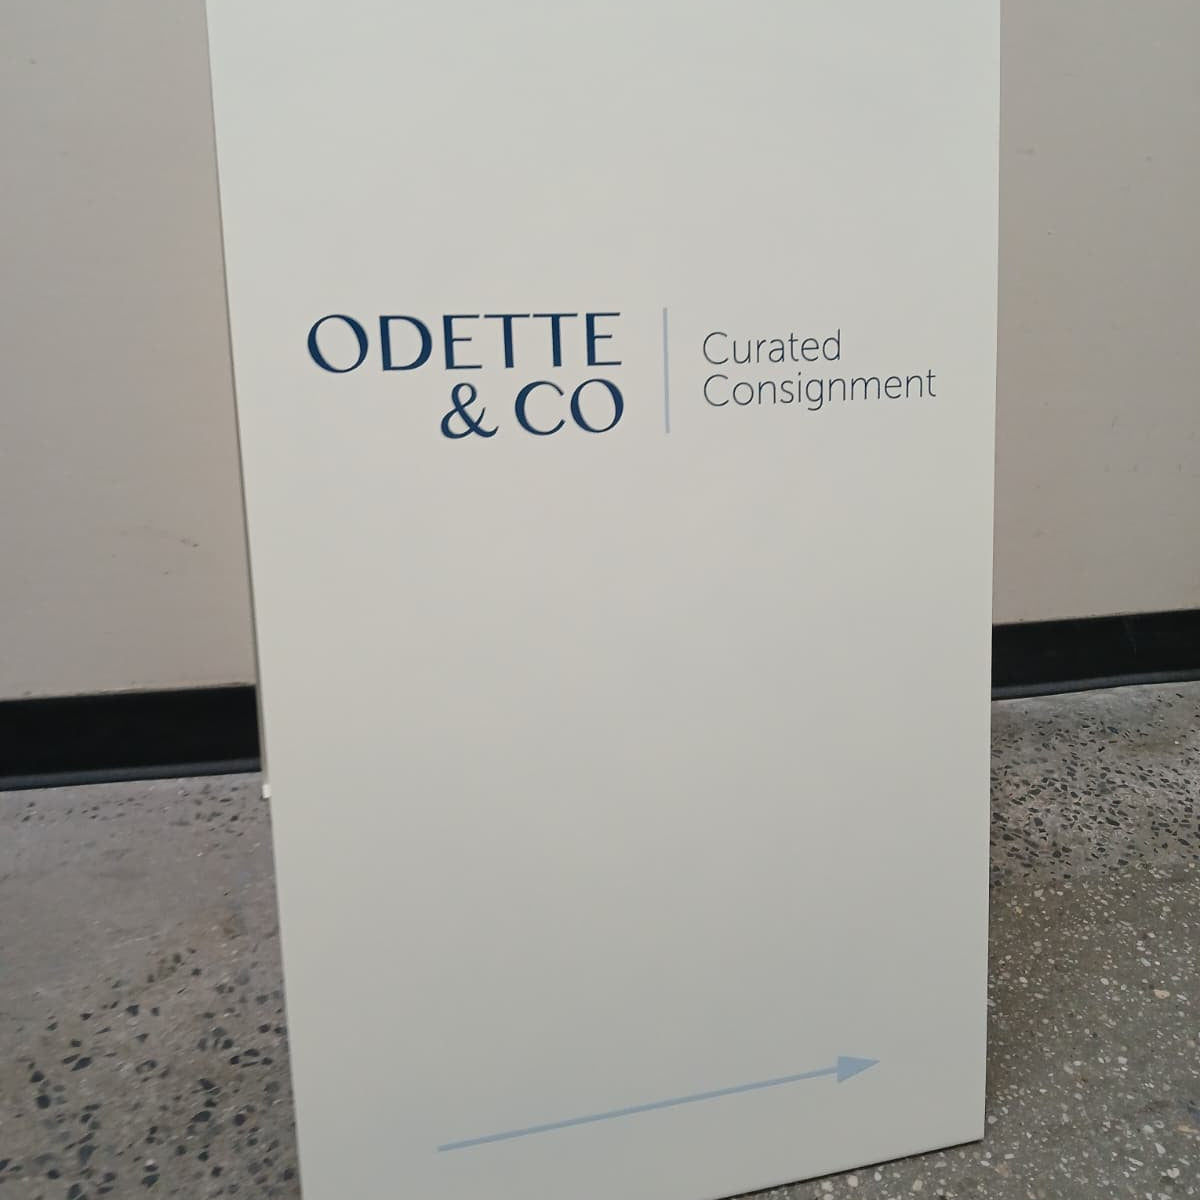 ODETTE
& CO
Curated
Consignment